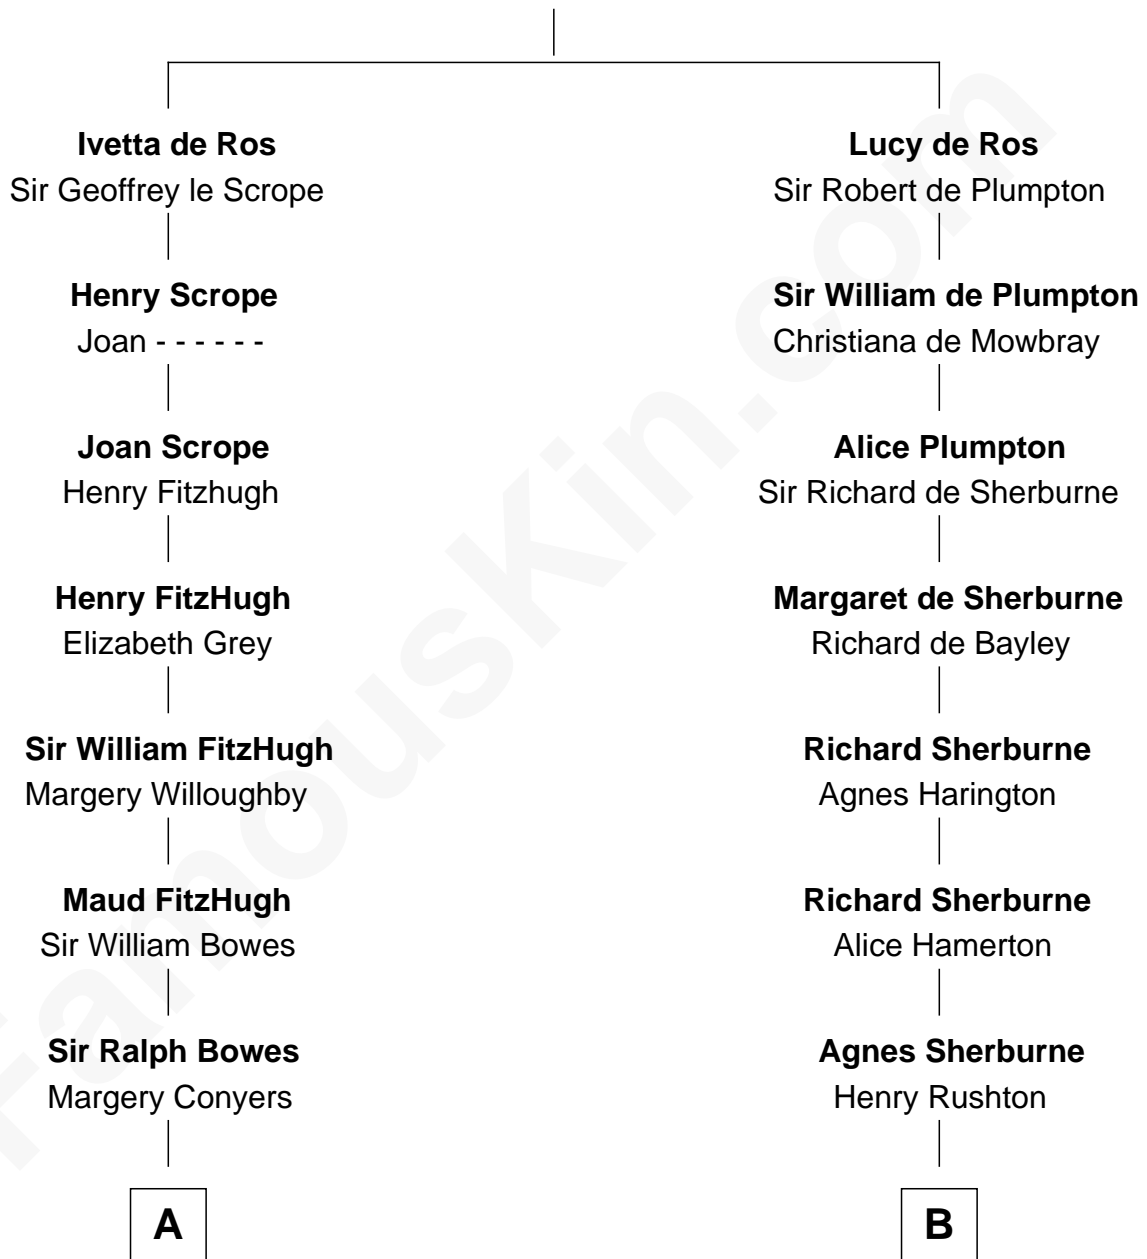 Ivetta de Ros
Sir Geoffrey le Scrope
Henry Scrope
Joan - - - - - -
Joan Scrope
Henry Fitzhugh
Henry FitzHugh
Elizabeth Grey
Sir William FitzHugh
Margery Willoughby
Maud FitzHugh
Sir William Bowes
Sir Ralph Bowes
Margery Conyers
A
Lucy de Ros
Sir Robert de Plumpton
Sir William de Plumpton
Christiana de Mowbray
Alice Plumpton
Sir Richard de Sherburne
Margaret de Sherburne
Richard de Bayley
Richard Sherburne
Agnes Harington
Richard Sherburne
Alice Hamerton
Agnes Sherburne
Henry Rushton
B
FamousKin.com